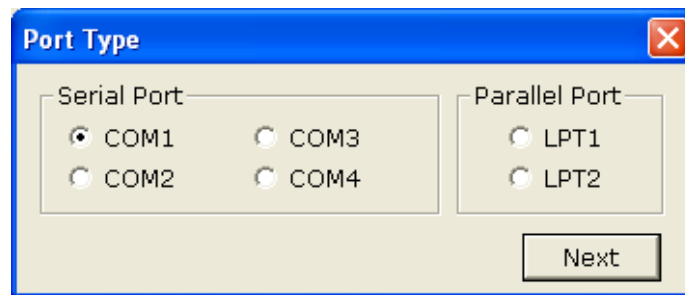 Port Type
Serial Port Parallel Port
COM1 COM3 LPT1
COM2 COM4 LPT2
Next